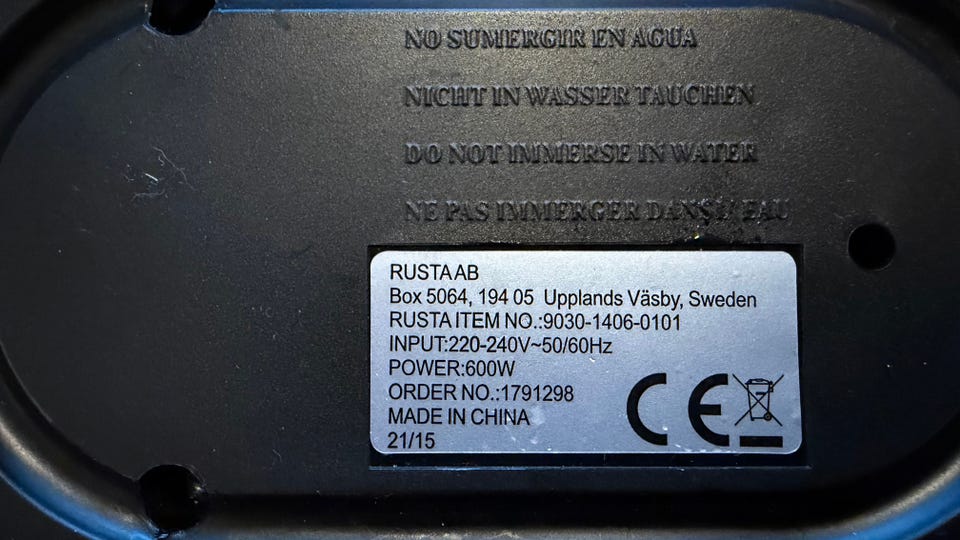 NO SUMERGIR EN AGUA
NICHT IN WASSER TAUCHEN
DO NOT IMMERSE IN WATER
NE PAS IMMERGER DANS L' EAU
RUSTA AB
Box 5064, 194 05 Upplands Väsby, Sweden
RUSTA ITEM NO.:9030-1406-0101
INPUT:220-240V~50/60Hz
POWER:600W
ORDER NO.:1791298
MADE IN CHINA
21/15
CE